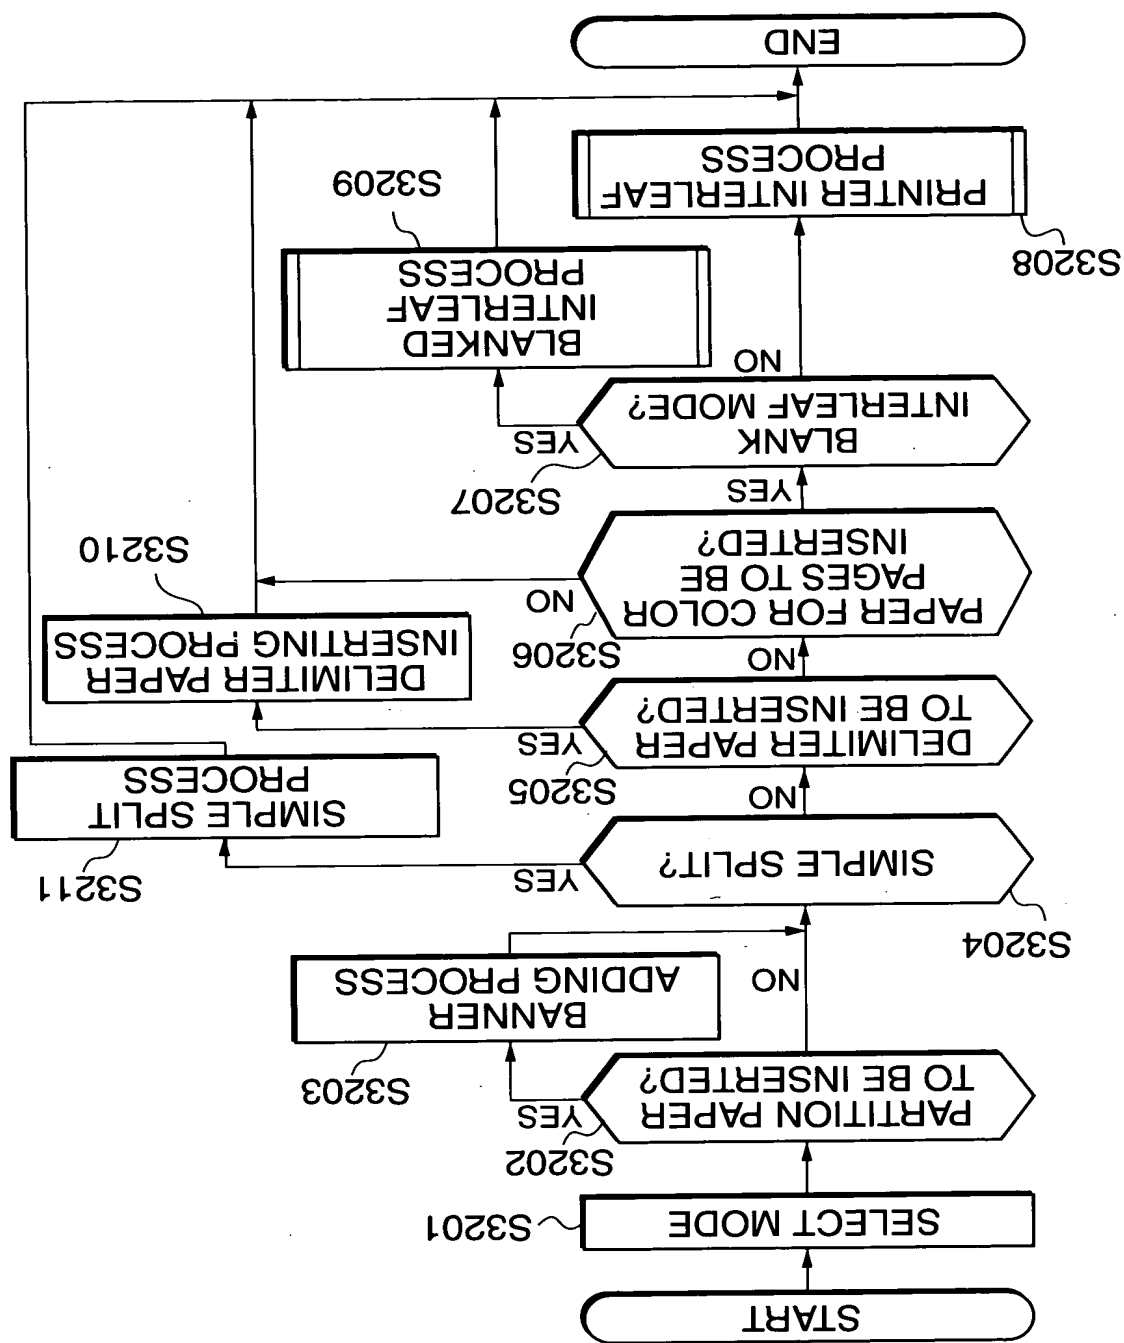 START
SELECT MODE
S3201
PARTITION PAPER
TO BE INSERTED?
S3202
YES
NO
BANNER
ADDING PROCESS
S3203
SIMPLE SPLIT?
S3204
YES
NO
SIMPLE SPLIT
PROCESS
S3211
DELIMITER PAPER
TO BE INSERTED?
S3205
YES
NO
DELIMITER PAPER
INSERTING PROCESS
S3210
PAPER FOR COLOR
PAGES TO BE
INSERTED?
S3206
NO
YES
BLANK
INTERLEAF MODE?
S3207
YES
NO
BLANKED
INTERLEAF
PROCESS
S3209
PRINTER INTERLEAF
PROCESS
S3208
END